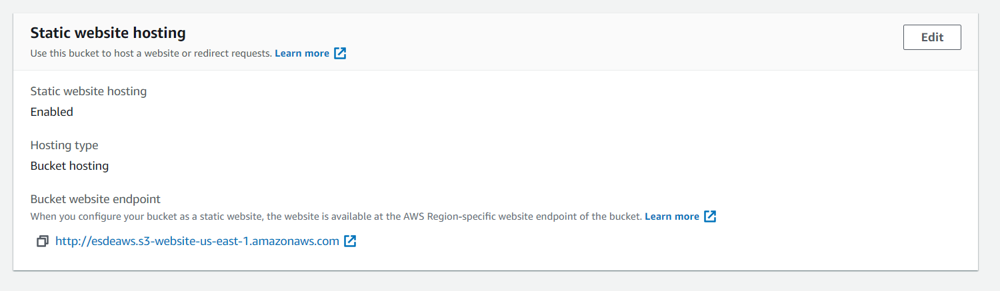 Static website hosting
Edit
Use this bucket to host a website or redirect requests. Learn more
Static website hosting
Enabled
Hosting type
Bucket hosting
Bucket website endpoint
When you configure your bucket as a static website, the website is available at the AWS Region-specific website endpoint of the bucket. Learn more
http://esdeaws.s3-website-us-east-1.amazonaws.com